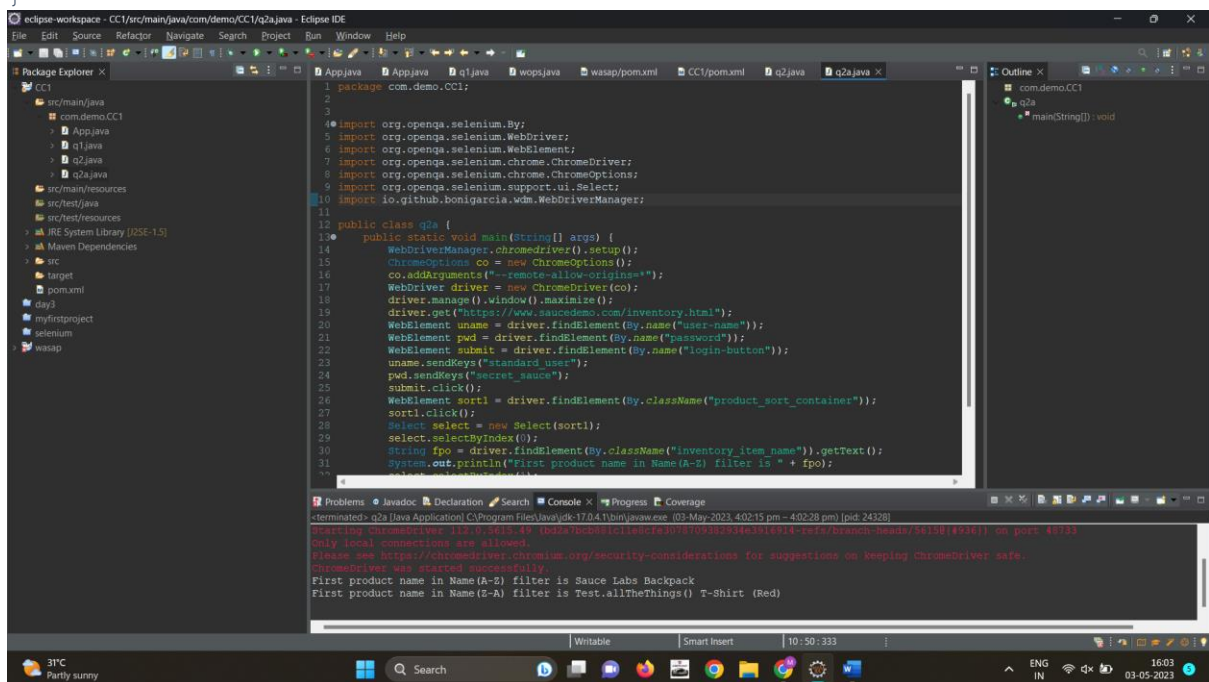 }
eclipse-workspace - CC1/src/main/java/com/demo/CC1/q2a.java - Eclipse IDE
File Edit Source Refactor Navigate Search Project Run Window Help
Package Explorer
App.java App.java q1.java wops.java wasap/pom.xml CC1/pom.xml q2.java q2a.java
Outline
CC1
src/main/java
com.demo.CC1
App.java
q1.java
q2.java
q2a.java
src/main/resources
src/test/java
src/test/resources
JRE System Library [J2SE-1.5]
Maven Dependencies
src
target
pom.xml
day3
myfirstproject
selenium
wasap
1 package com.demo.CC1;
2
3
4 import org.openqa.selenium.By;
5 import org.openqa.selenium.WebDriver;
6 import org.openqa.selenium.WebElement;
7 import org.openqa.selenium.chrome.ChromeDriver;
8 import org.openqa.selenium.chrome.ChromeOptions;
9 import org.openqa.selenium.support.ui.Select;
10 import io.github.bonigarcia.wdm.WebDriverManager;
11
12 public class q2a {
13 public static void main(String[] args) {
14 WebDriverManager.chromedriver().setup();
15 ChromeOptions co = new ChromeOptions();
16 co.addArguments("--remote-allow-origins=*");
17 WebDriver driver = new ChromeDriver(co);
18 driver.manage().window().maximize();
19 driver.get("https://www.saucedemo.com/inventory.html");
20 WebElement uname = driver.findElement(By.name("user-name"));
21 WebElement pwd = driver.findElement(By.name("password"));
22 WebElement submit = driver.findElement(By.name("login-button"));
23 uname.sendKeys("standard_user");
24 pwd.sendKeys("secret_sauce");
25 submit.click();
26 WebElement sort1 = driver.findElement(By.className("product_sort_container"));
27 sort1.click();
28 Select select = new Select(sort1);
29 select.selectByIndex(0);
30 String fpo = driver.findElement(By.className("inventory_item_name")).getText();
31 System.out.println("First product name in Name(A-Z) filter is " + fpo);
com.demo.CC1
q2a
main(String[]) : void
Problems Javadoc Declaration Search Console Progress Coverage
<terminated> q2a [Java Application] C:\Program Files\Java\jdk-17.0.4.1\bin\javaw.exe (03-May-2023, 4:02:15 pm – 4:02:28 pm) [pid: 24328]
Starting ChromeDriver 112.0.5615.49 on port
Only local connections are allowed.
Please see https://chromedriver.chromium.org/security-considerations for suggestions on keeping ChromeDriver safe.
ChromeDriver was started successfully.
First product name in Name(A-Z) filter is Sauce Labs Backpack
First product name in Name(Z-A) filter is Test.allTheThings() T-Shirt (Red)
Writable Smart Insert 10 : 50 : 333
31°C
Partly sunny
Search
ENG
IN
16:03
03-05-2023